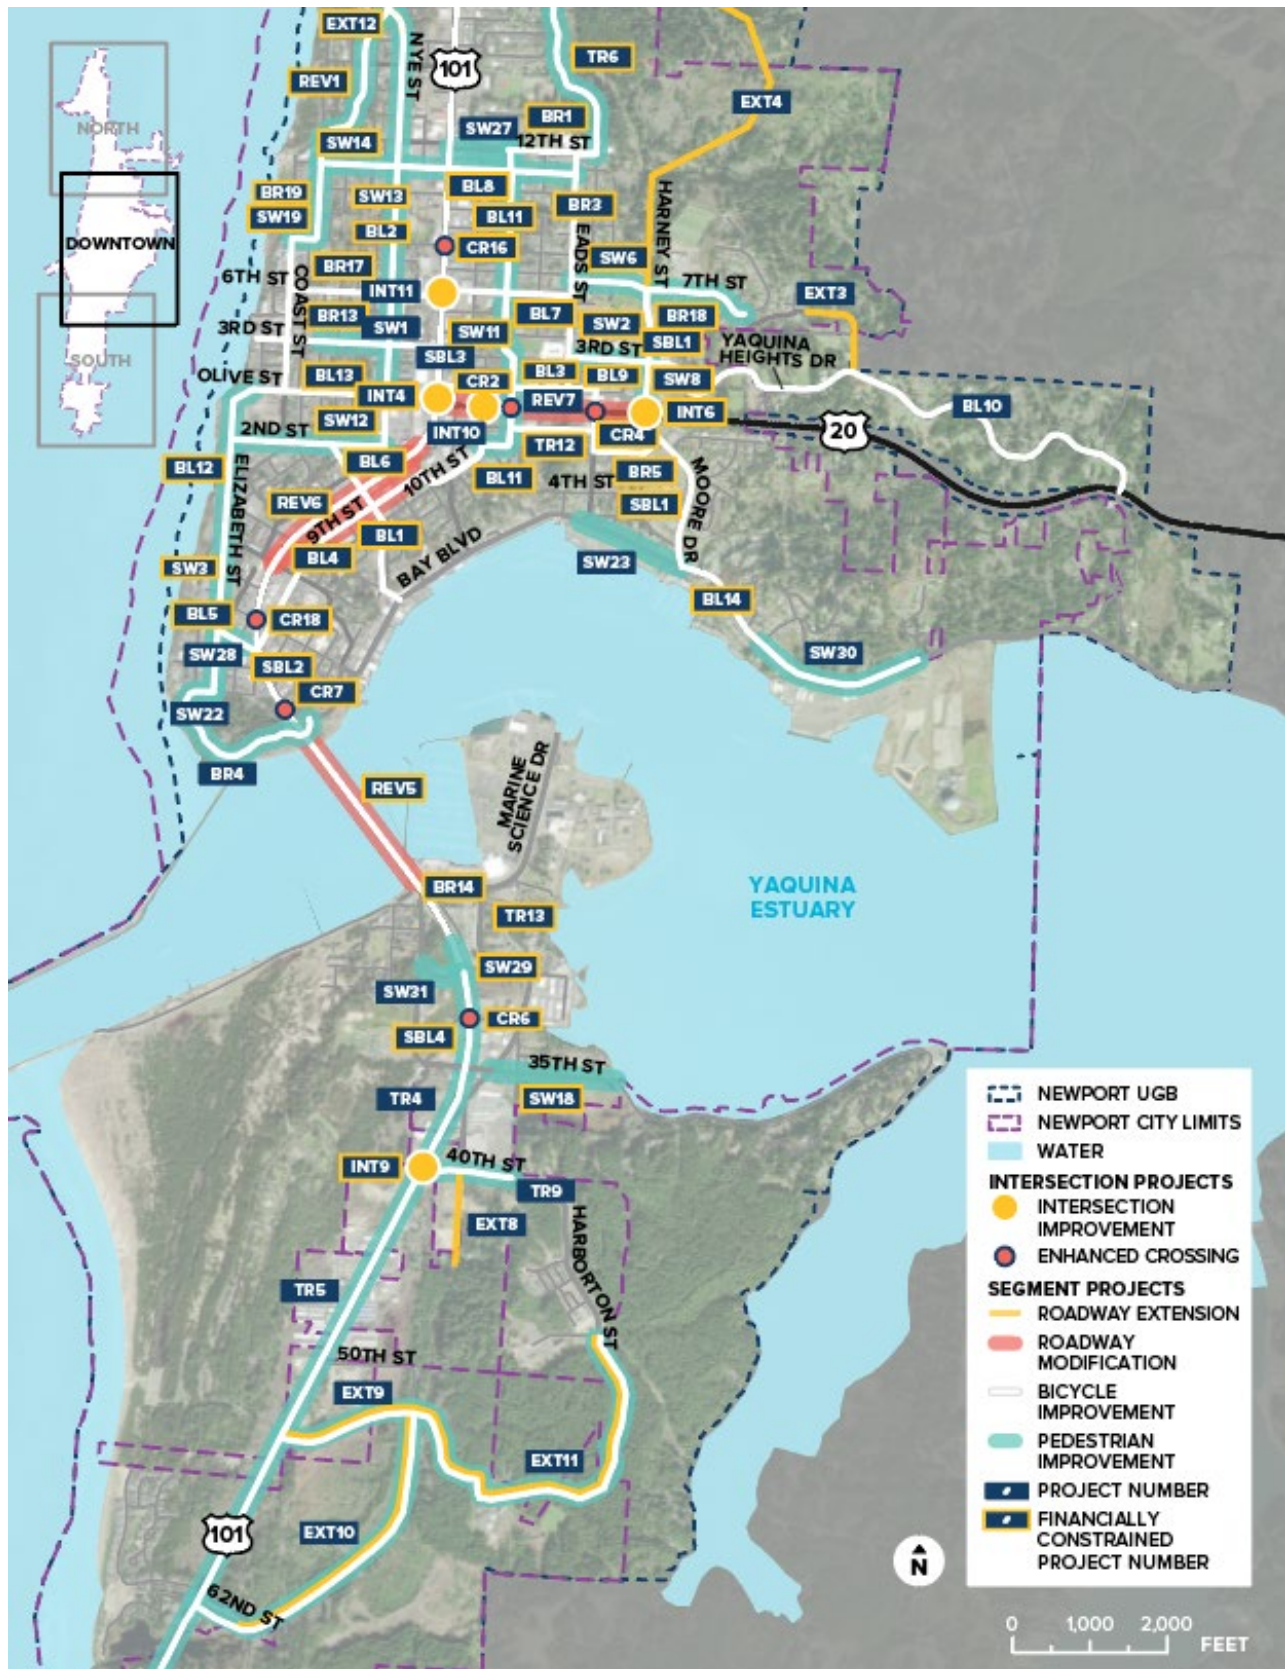 EXT12
NYE ST
101
TR6
REV1
EXT4
NORTH
BR1
SW27
12TH ST
SW14
DOWNTOWN
BR19
SW19
SW13
BL8
HARNEY ST
BR3
BL11
BL2
CR16
EADS ST
SW6
BR17
6TH ST
COAST ST
INT11
7TH ST
EXT3
BR13
3RD ST
SW1
SW11
BL7
SW2
BR18
SOUTH
SBL3
3RD ST
SBL1
YAQUINA
HEIGHTS DR
OLIVE ST
BL13
CR2
BL3
BL9
SW8
INT4
REV7
INT6
BL10
SW12
2ND ST
INT10
CR4
20
TR12
BL12
ELIZABETH ST
BL6
10TH ST
BL11
BR5
MOORE DR
4TH ST
REV6
9TH ST
SBL1
BL1
BAY BLVD
SW3
BL4
SW23
BL5
CR18
BL14
SW28
SBL2
SW30
CR7
SW22
BR4
REV5
MARINE
SCIENCE DR
BR14
YAQUINA
ESTUARY
TR13
SW29
SW31
CR6
SBL4
35TH ST
TR4
SW18
INT9
40TH ST
TR9
HARBORTON ST
EXT8
TR5
50TH ST
EXT9
EXT11
101
EXT10
62ND ST
NEWPORT UGB
NEWPORT CITY LIMITS
WATER
INTERSECTION PROJECTS
INTERSECTION
IMPROVEMENT
ENHANCED CROSSING
SEGMENT PROJECTS
ROADWAY EXTENSION
ROADWAY
MODIFICATION
BICYCLE
IMPROVEMENT
PEDESTRIAN
IMPROVEMENT
PROJECT NUMBER
FINANCIALLY
CONSTRAINED
PROJECT NUMBER
N
0 1,000 2,000
FEET